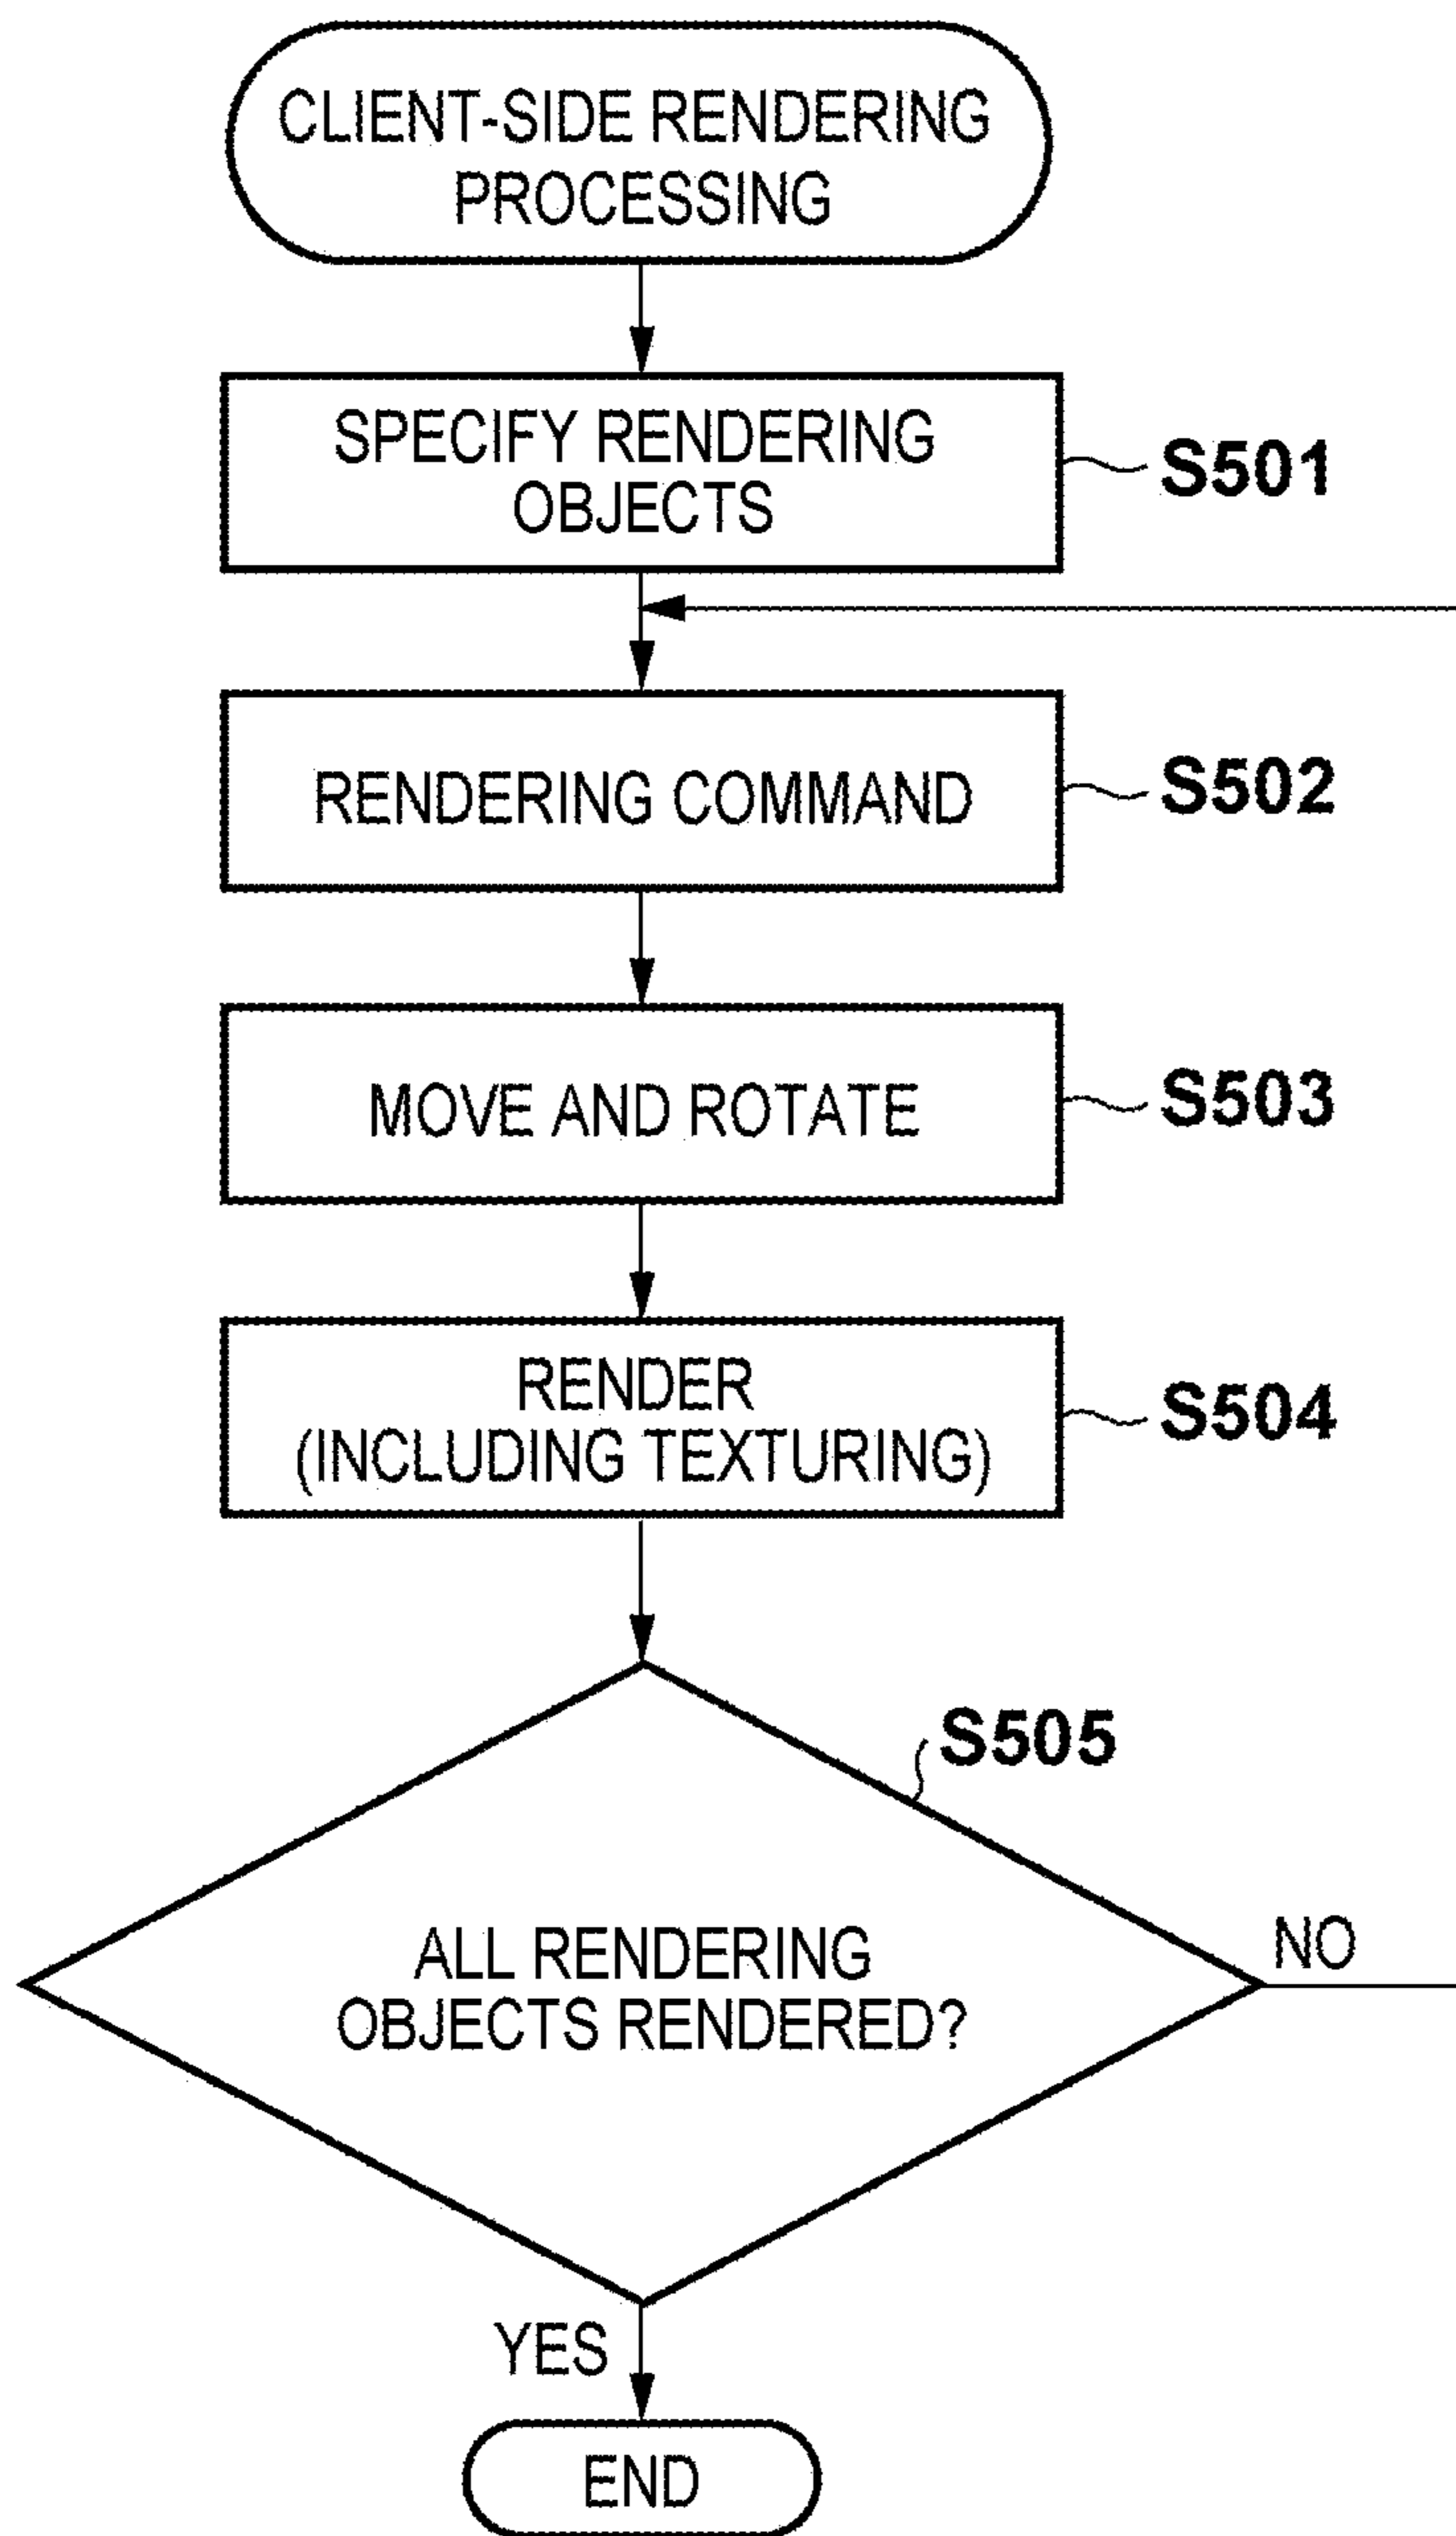 CLIENT-SIDE RENDERING
PROCESSING
SPECIFY RENDERING
OBJECTS
S501
RENDERING COMMAND
S502
MOVE AND ROTATE
S503
RENDER
(INCLUDING TEXTURING)
S504
S505
ALL RENDERING
OBJECTS RENDERED?
NO
YES
END